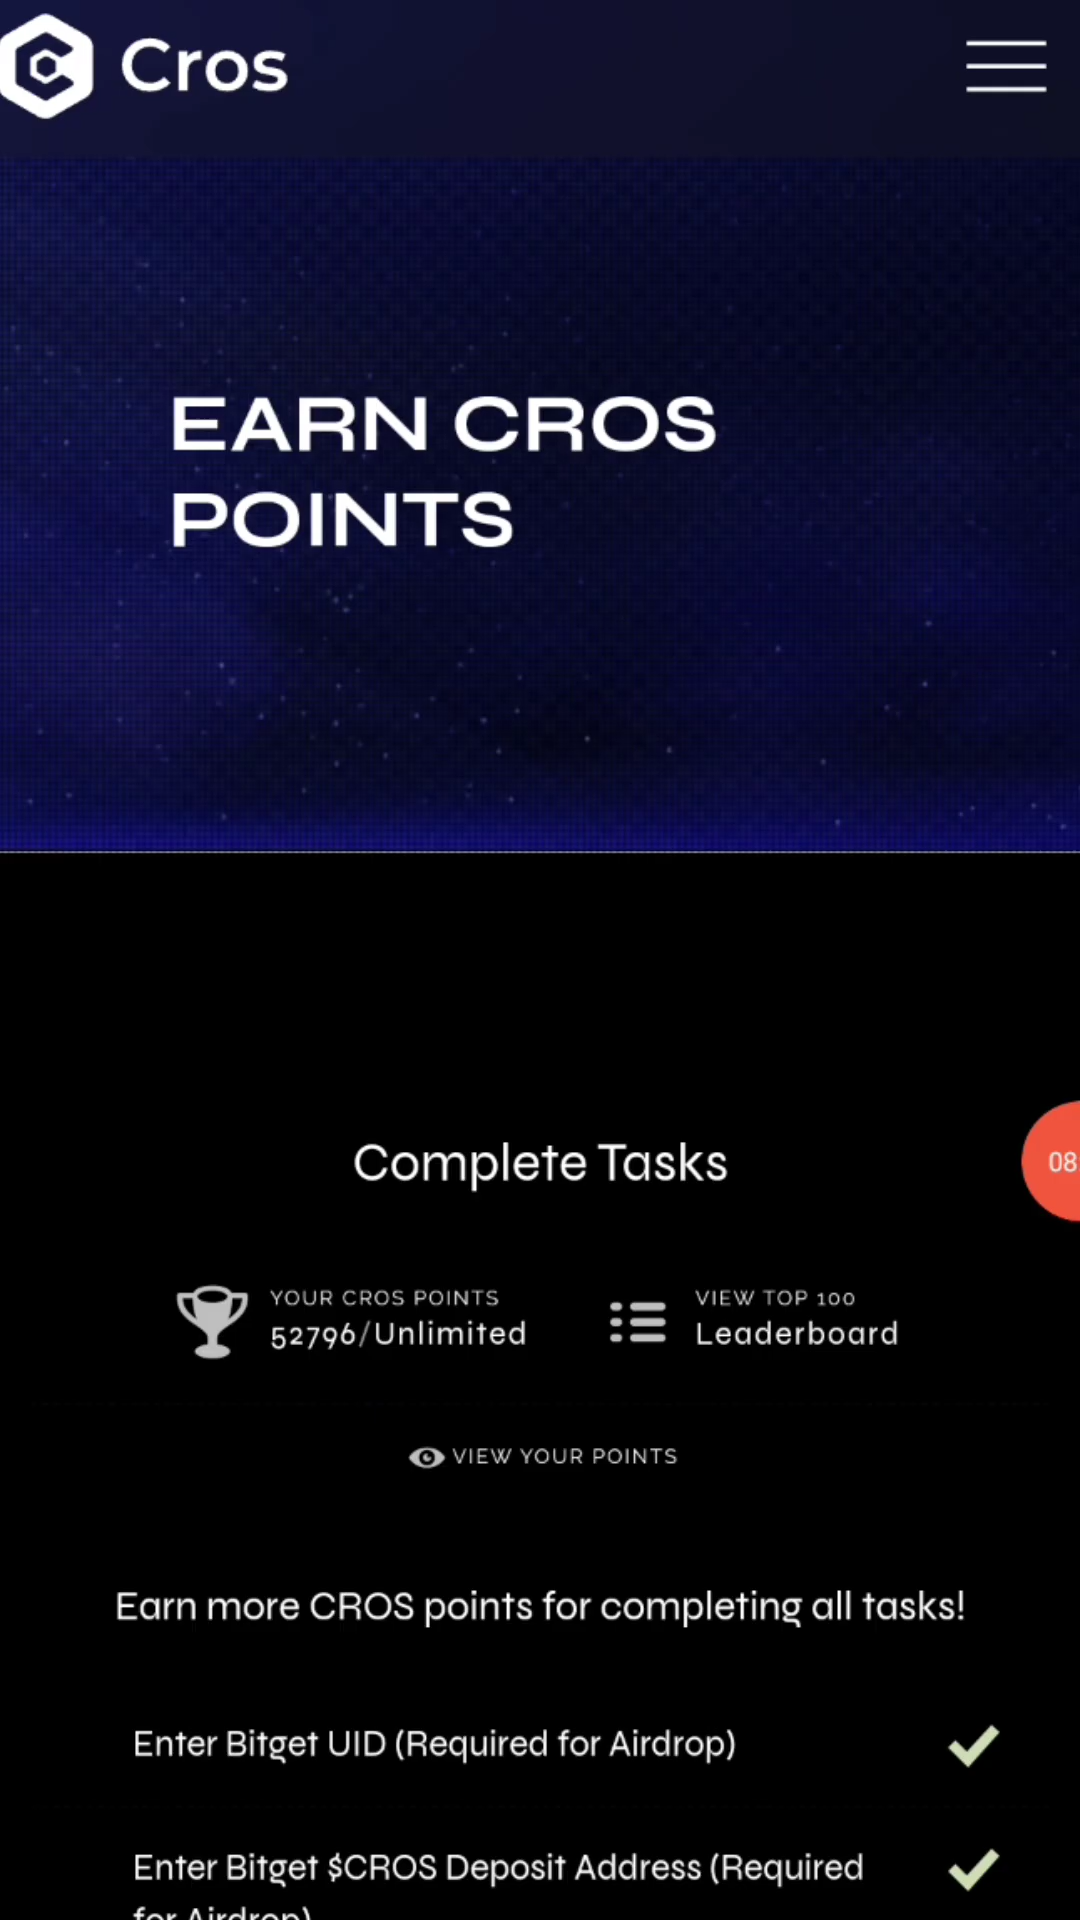 Cros
EARN CROS
POINTS
Complete Tasks
08
YOUR CROS POINTS
52796/Unlimited
VIEW TOP 100
Leaderboard
VIEW YOUR POINTS
Earn more CROS points for completing all tasks!
Enter Bitget UID (Required for Airdrop)
Enter Bitget $CROS Deposit Address (Required
for Airdrop)